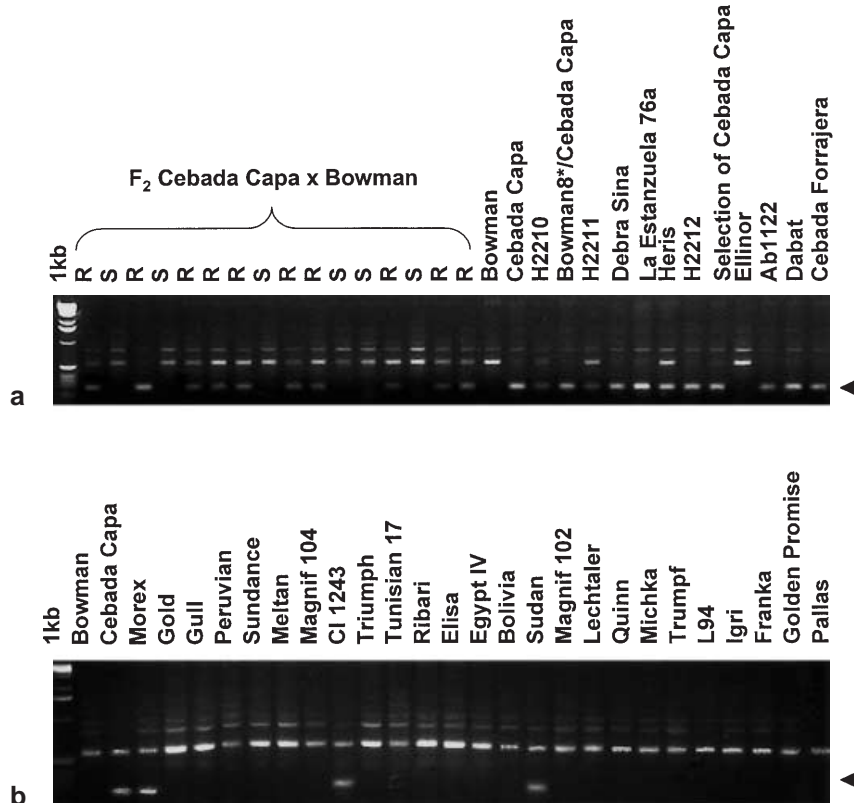 F2 Cebada Capa x Bowman
1kb
R
S
R
S
R
R
R
S
R
R
S
S
R
S
R
R
Bowman
Cebada Capa
H2210
Bowman8*/Cebada Capa
H2211
Debra Sina
La Estanzuela 76a
Heris
H2212
Selection of Cebada Capa
Ellinor
Ab1122
Dabat
Cebada Forrajera
a
1kb
Bowman
Cebada Capa
Morex
Gold
Gull
Peruvian
Sundance
Meltan
Magnif 104
CI 1243
Triumph
Tunisian 17
Ribari
Elisa
Egypt IV
Bolivia
Sudan
Magnif 102
Lechtaler
Quinn
Michka
Trumpf
L94
Igri
Franka
Golden Promise
Pallas
b